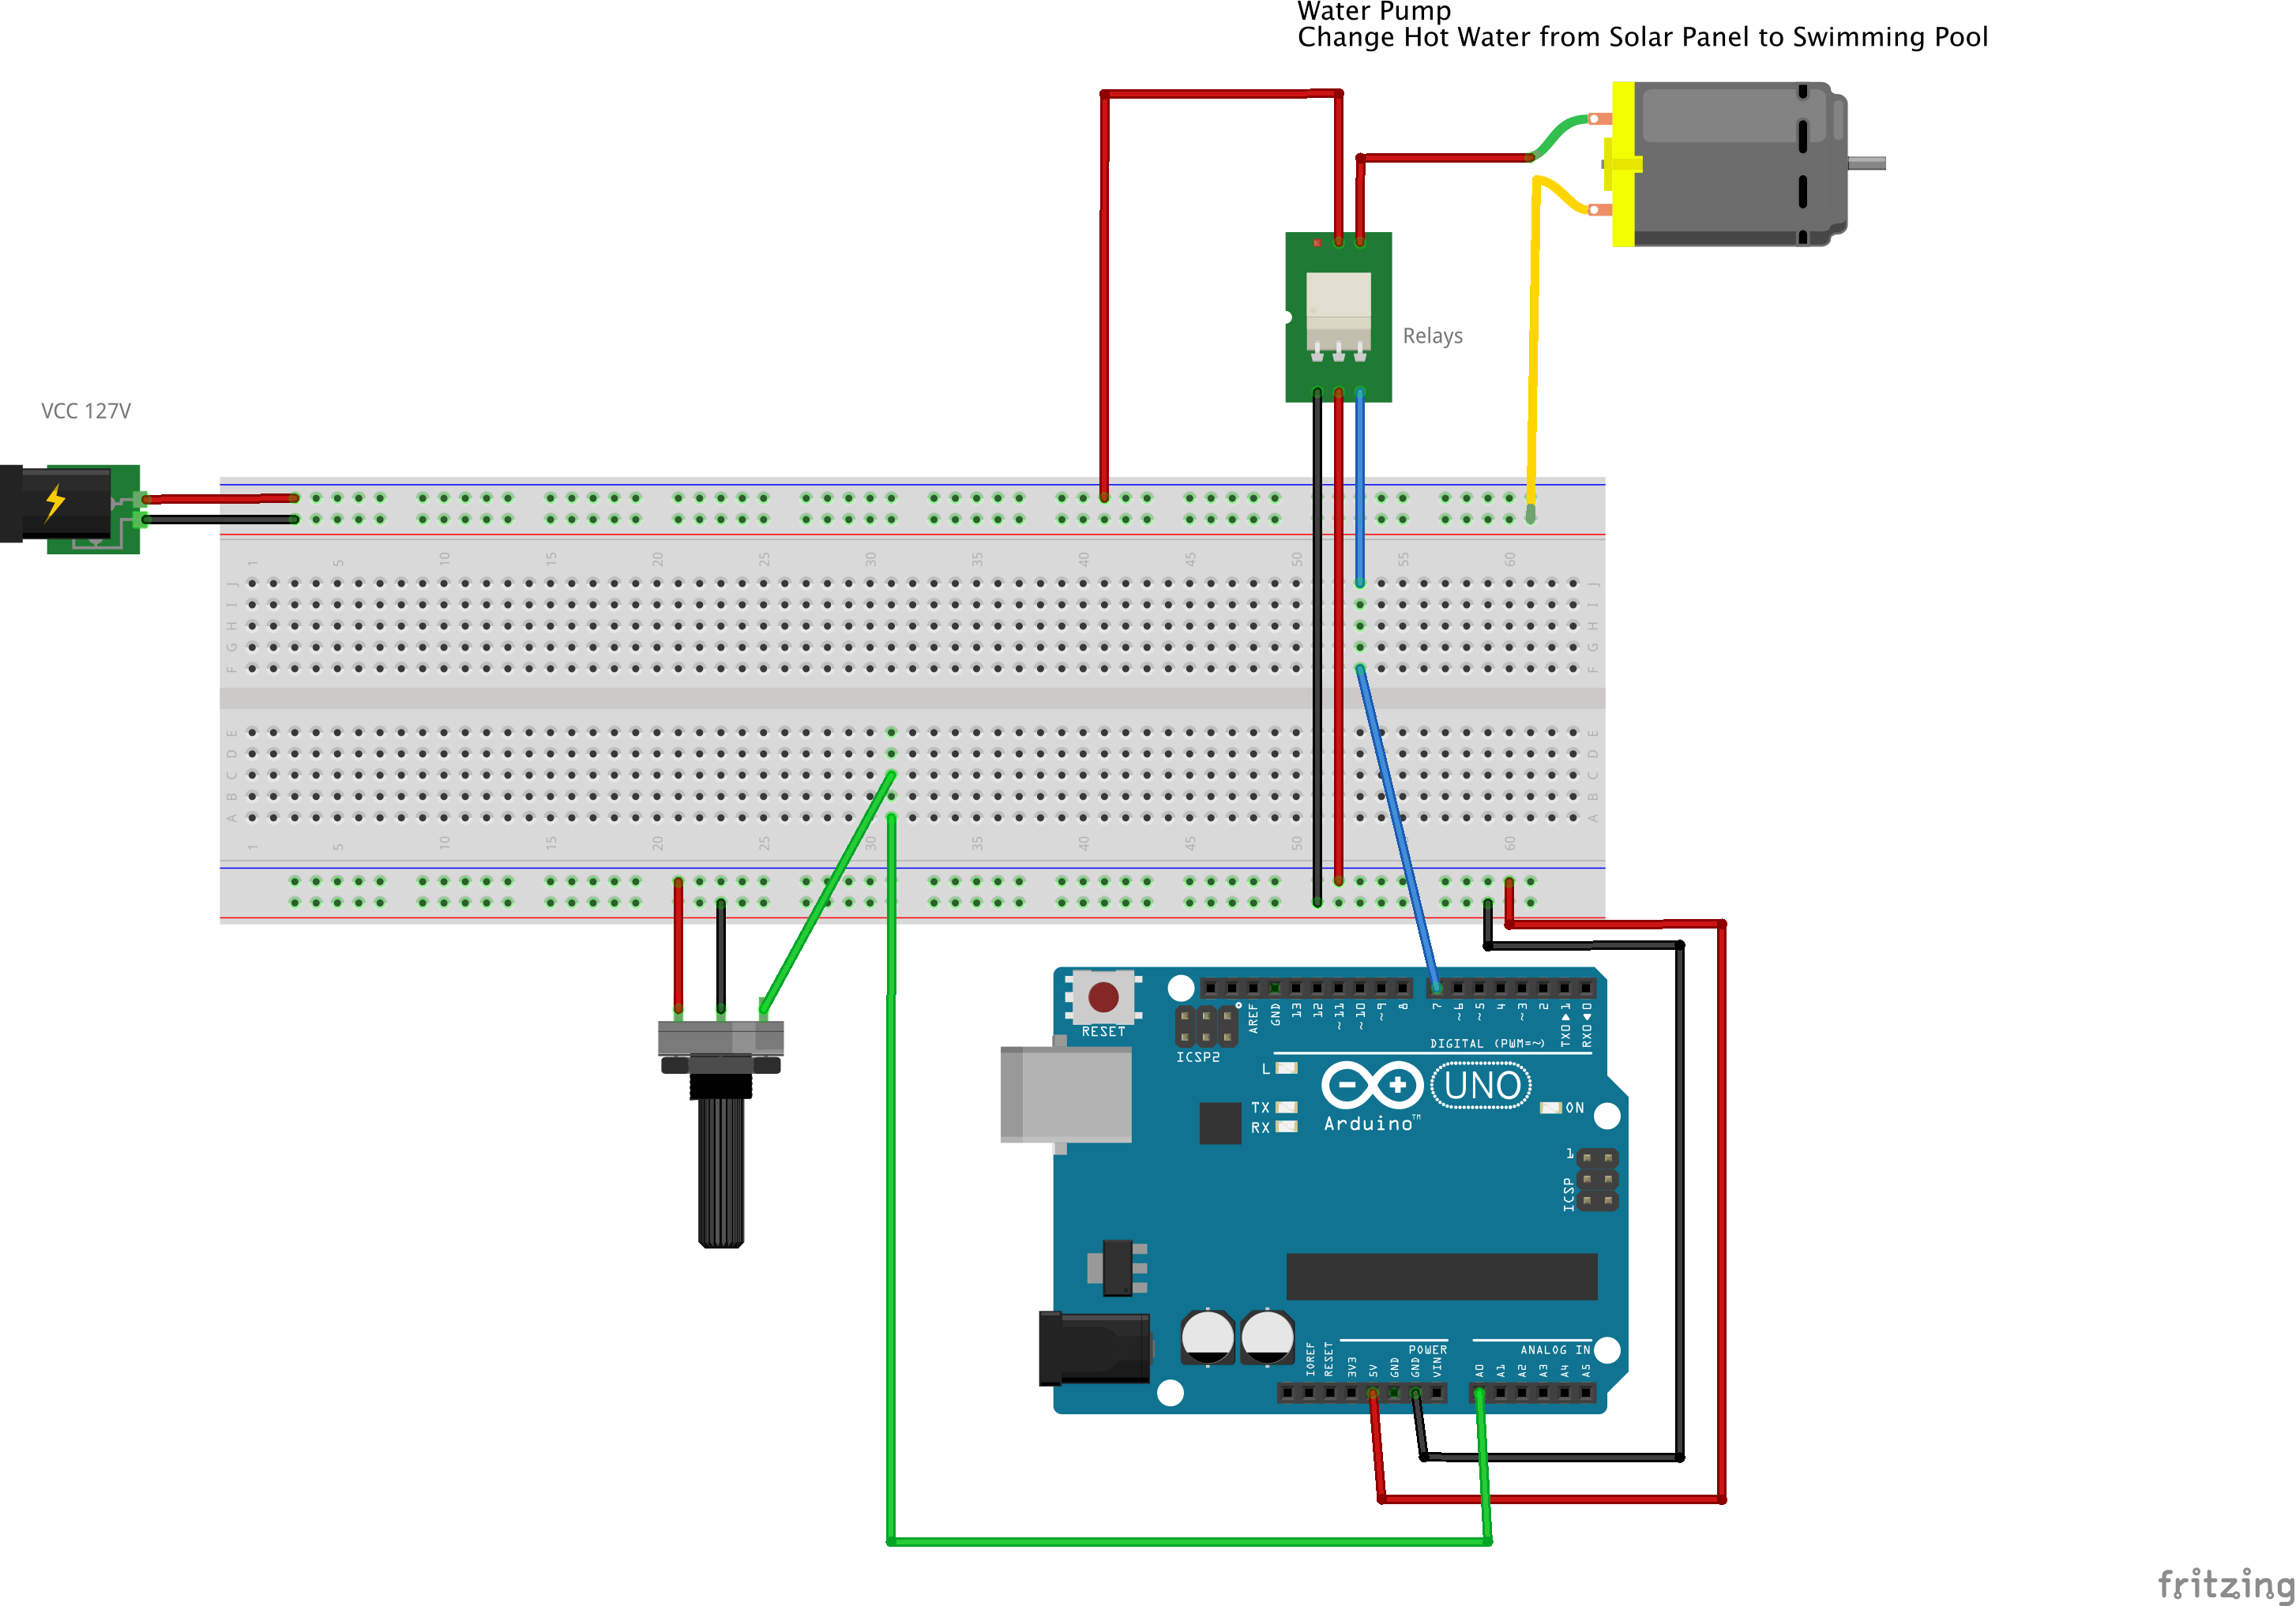 Water Pump
Change Hot Water from Solar Panel to Swimming Pool
Relays
VCC 127V
1 5 10 15 20 25 30 35 40 45 50 55 60
J J
I I
H H
G G
F F
E E
D D
C C
B B
A A
1 5 10 15 20 25 30 35 40 45 50 60
RESET
ICSP2
AREF
GND
13
12
~11
~10
~9
8
7
~6
~5
4
~3
2
TX0 ▶ 1
RX0 ◀ 0
DIGITAL (PWM=~)
L
TX
RX
Arduino™
UNO
ON
1
ICSP
IOREF
RESET
3V3
5V
GND
GND
VIN
POWER
ANALOG IN
A0
A1
A2
A3
A4
A5
fritzing